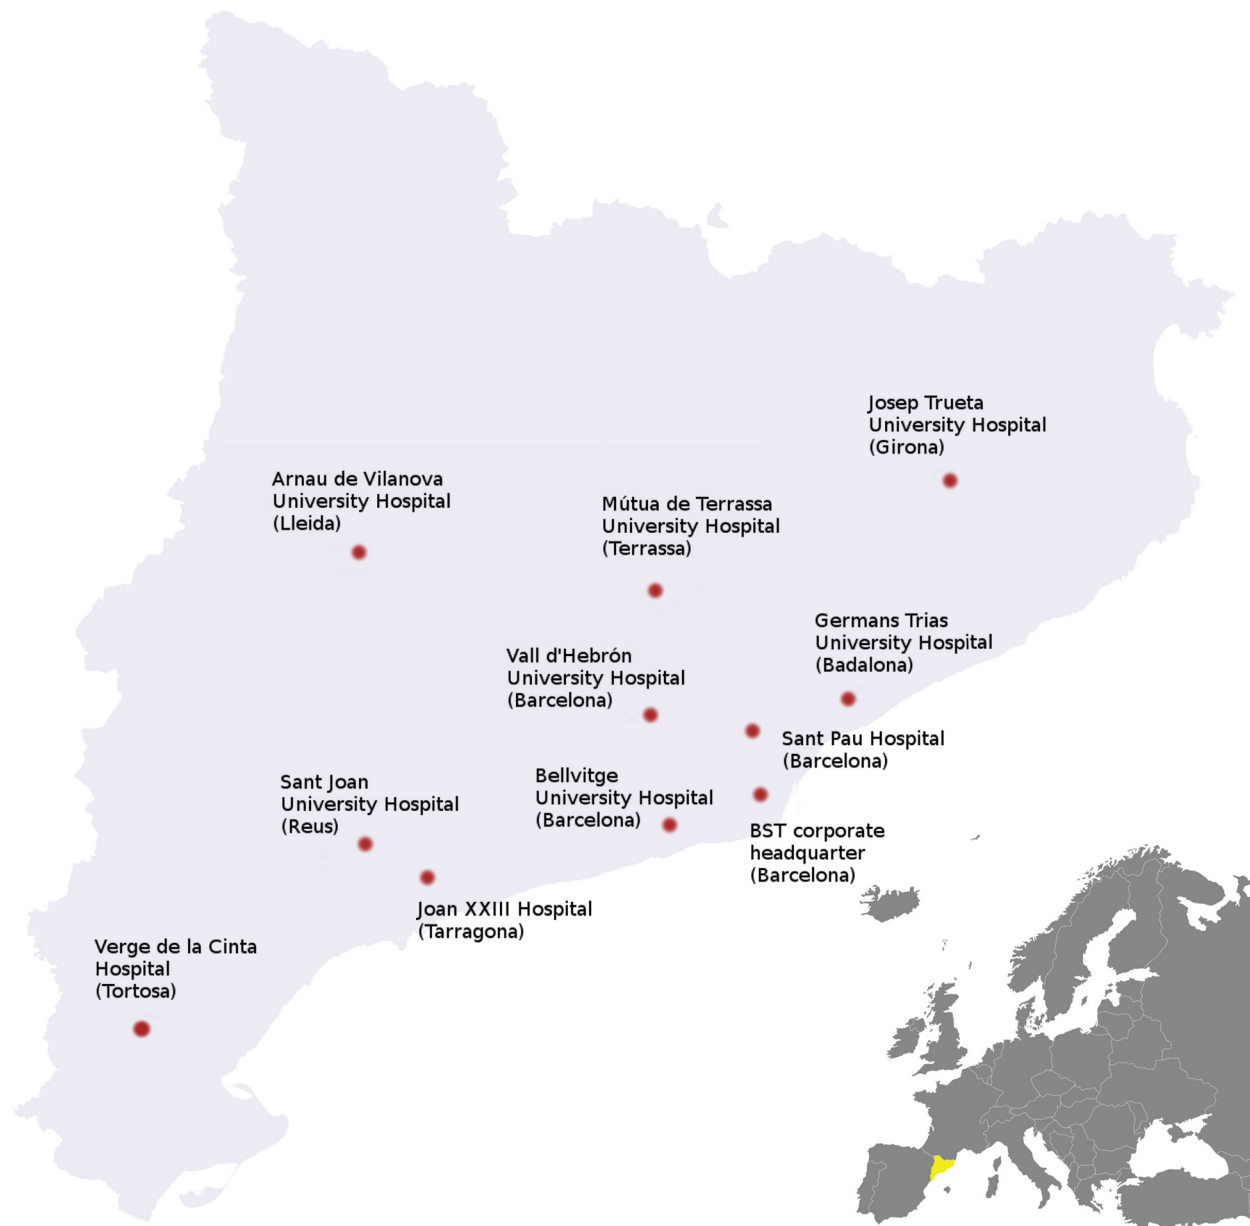 Josep Trueta
University Hospital
(Girona)
Arnau de Vilanova
University Hospital
(Lleida)
Mútua de Terrassa
University Hospital
(Terrassa)
Germans Trias
University Hospital
(Badalona)
Vall d'Hebrón
University Hospital
(Barcelona)
Sant Pau Hospital
(Barcelona)
Sant Joan
University Hospital
(Reus)
Bellvitge
University Hospital
(Barcelona)
BST corporate
headquarter
(Barcelona)
Joan XXIII Hospital
(Tarragona)
Verge de la Cinta
Hospital
(Tortosa)